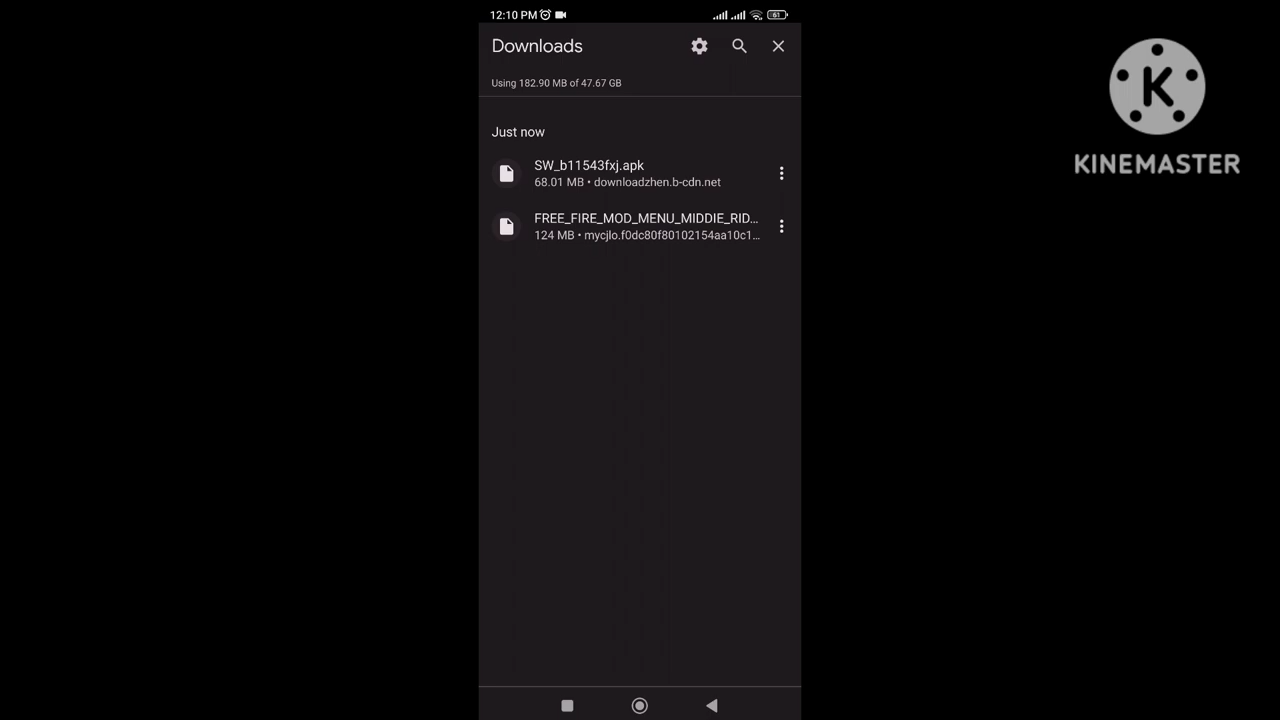 12:10 PM
61
Downloads
Using 182.90 MB of 47.67 GB
Just now
SW_b11543fxj.apk
68.01 MB • downloadzhen.b-cdn.net
FREE_FIRE_MOD_MENU_MIDDIE_RID...
124 MB • mycjlo.f0dc80f80102154aa10c1...
K
KINEMASTER